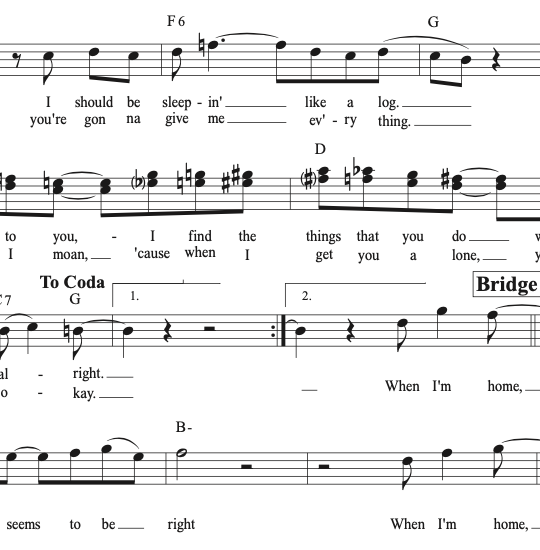 F6 G
I should be sleep - in' like a log.
you're gon na give me ev' - ry thing.
D
to you, - I find the things that you do
I moan, 'cause when I get you a lone,
To Coda
C7 G 1. 2. Bridge
al - right. When I'm home,
o - kay.
B-
seems to be right When I'm home,